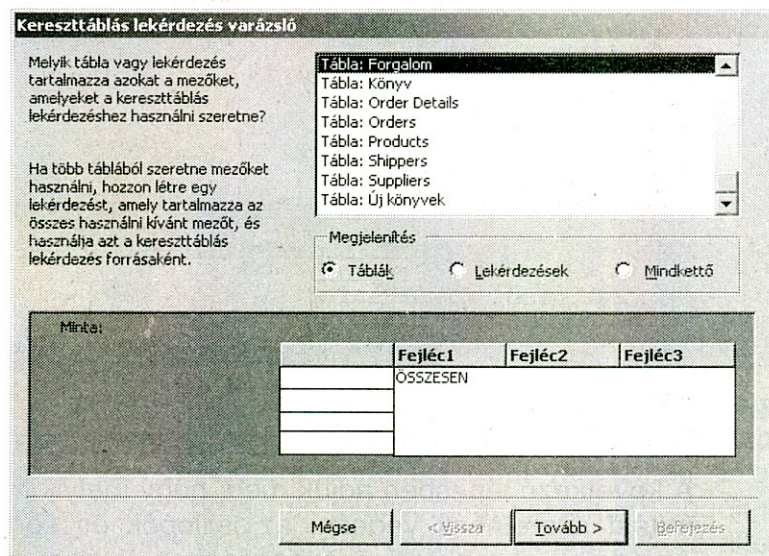 Kereszttáblás lekérdezés varázsló
Melyik tábla vagy lekérdezés
tartalmazza azokat a mezőket,
amelyeket a kereszttáblás
lekérdezéshez használni szeretne?
Ha több táblából szeretne mezőket
használni, hozzon létre egy
lekérdezést, amely tartalmazza az
összes használni kívánt mezőt, és
használja azt a kereszttáblás
lekérdezés forrásaként.
Tábla: Forgalom
Tábla: Könyv
Tábla: Order Details
Tábla: Orders
Tábla: Products
Tábla: Shippers
Tábla: Suppliers
Tábla: Új könyvek
Megjelenítés
Táblák Lekérdezések Mindkettő
Minta:
Fejléc1 Fejléc2 Fejléc3
ÖSSZESEN
Mégse < Vissza Tovább > Befejezés